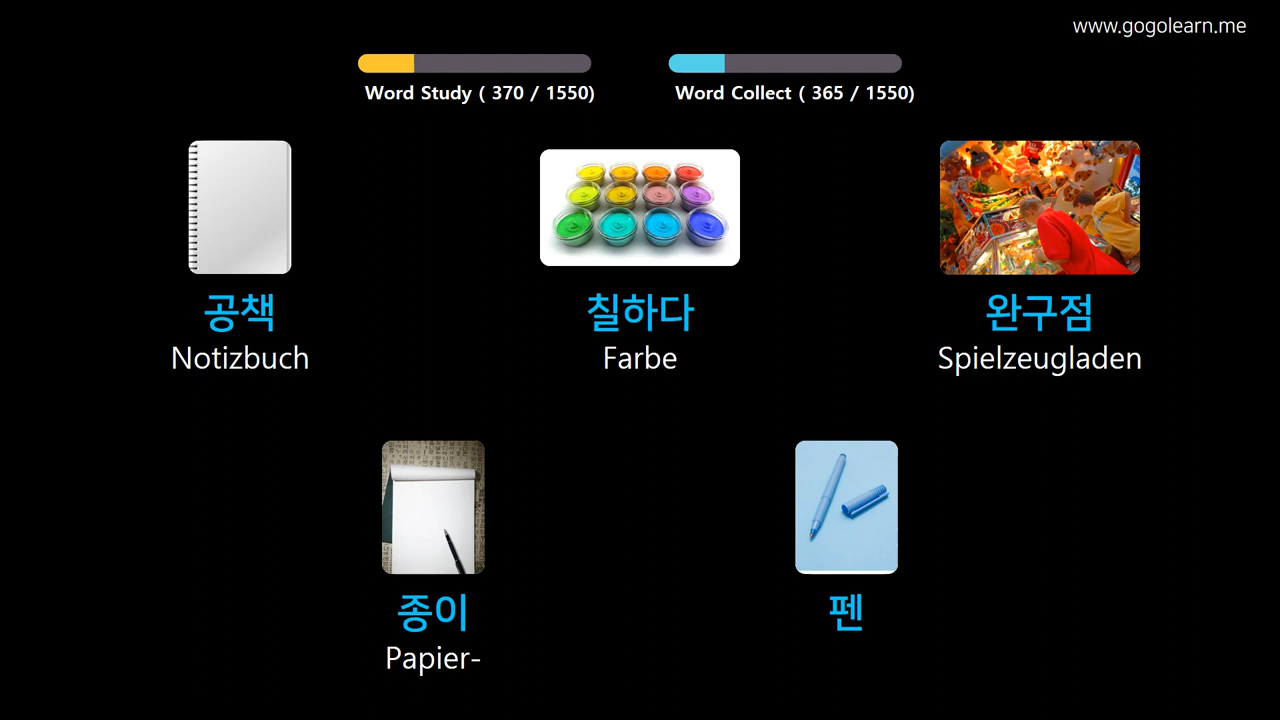 www.gogolearn.me
Word Study ( 370 / 1550)
Word Collect ( 365 / 1550)
공책
Notizbuch
칠하다
Farbe
완구점
Spielzeugladen
종이
Papier-
펜